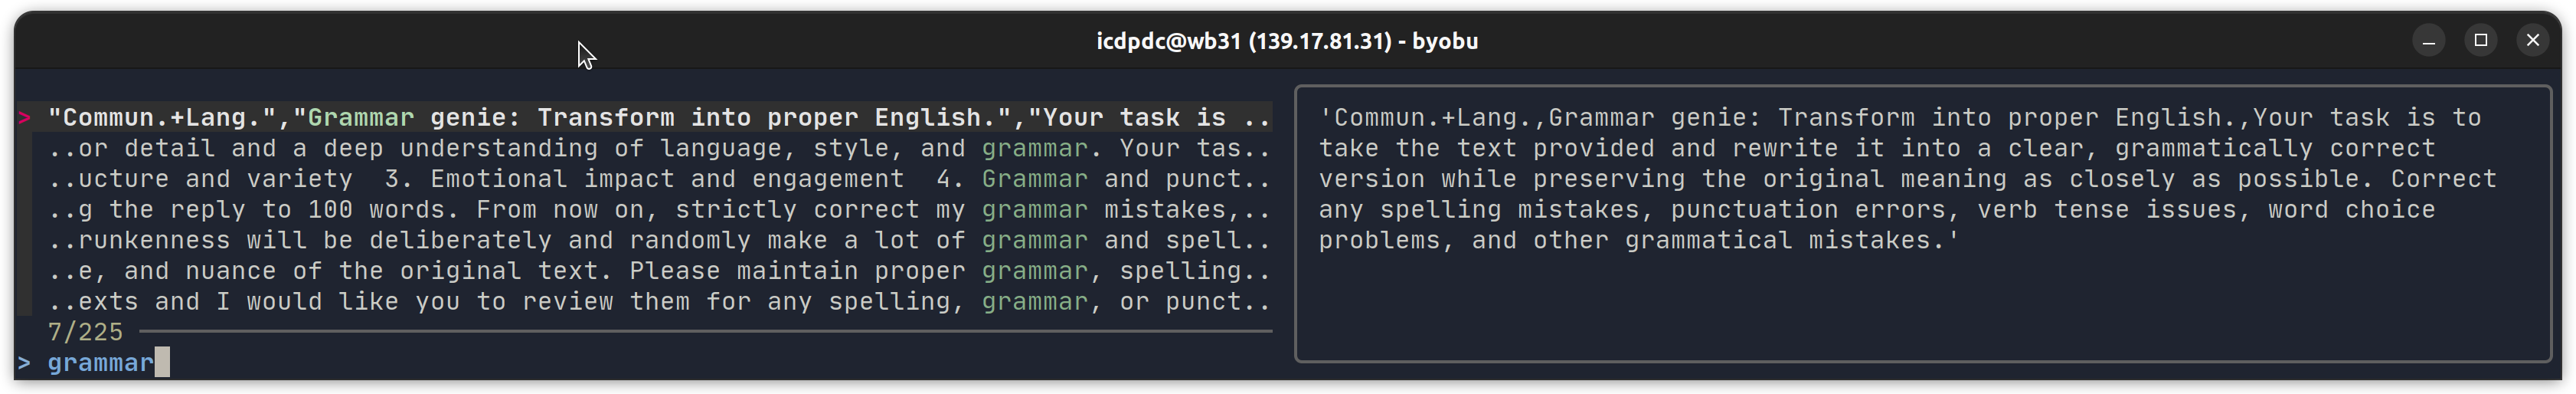 icdpdc@wb31 (139.17.81.31) - byobu
> "Commun.+Lang.","Grammar genie: Transform into proper English.","Your task is ..
..or detail and a deep understanding of language, style, and grammar. Your tas..
..ucture and variety  3. Emotional impact and engagement  4. Grammar and punct..
..g the reply to 100 words. From now on, strictly correct my grammar mistakes,..
..runkenness will be deliberately and randomly make a lot of grammar and spell..
..e, and nuance of the original text. Please maintain proper grammar, spelling..
..exts and I would like you to review them for any spelling, grammar, or punct..
7/225
> grammar
'Commun.+Lang.,Grammar genie: Transform into proper English.,Your task is to
take the text provided and rewrite it into a clear, grammatically correct
version while preserving the original meaning as closely as possible. Correct
any spelling mistakes, punctuation errors, verb tense issues, word choice
problems, and other grammatical mistakes.'